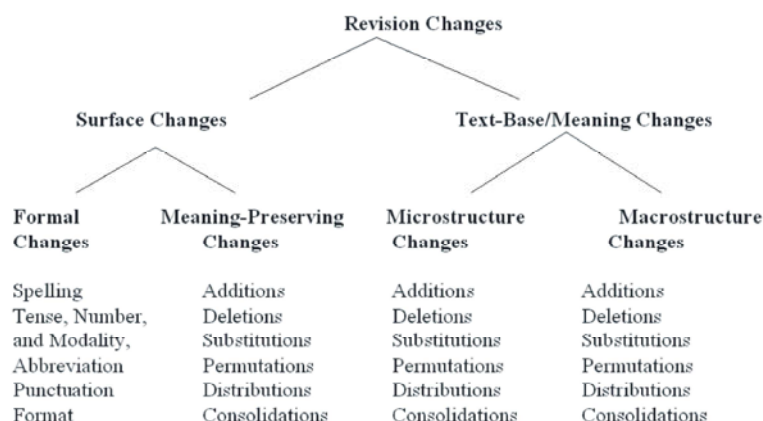 Revision Changes
Surface Changes Text-Base/Meaning Changes
Formal Meaning-Preserving Microstructure Macrostructure
Changes Changes Changes Changes
Spelling Additions Additions Additions
Tense, Number, Deletions Deletions Deletions
and Modality, Substitutions Substitutions Substitutions
Abbreviation Permutations Permutations Permutations
Punctuation Distributions Distributions Distributions
Format Consolidations Consolidations Consolidations